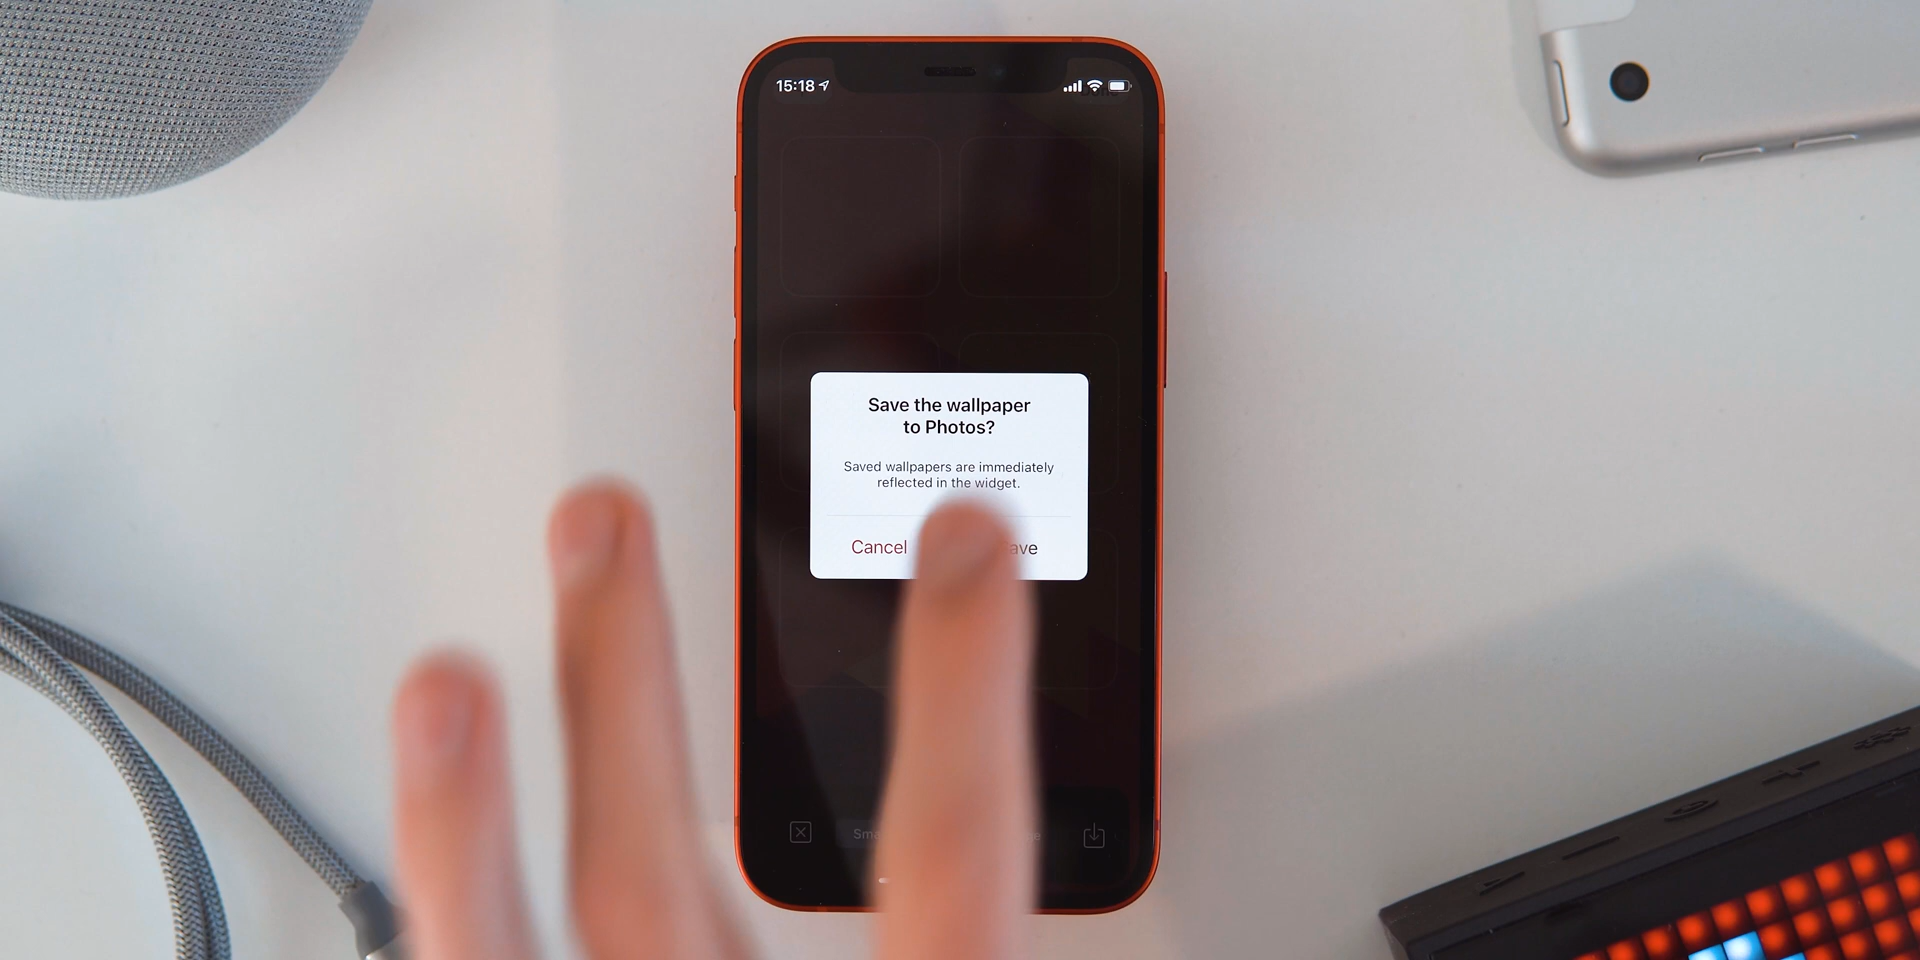 15:18
Save the wallpaper
to Photos?
Saved wallpapers are immediately
reflected in the widget.
Cancel